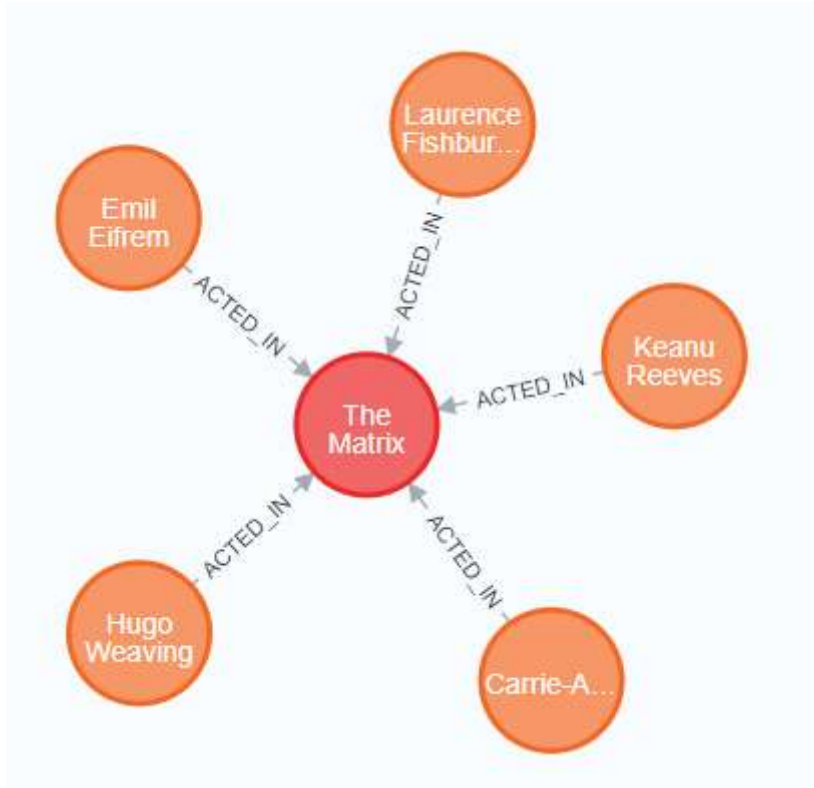 Laurence
Fishbur...
Emil
Eifrem
ACTED_IN
ACTED_IN
Keanu
Reeves
ACTED_IN
The
Matrix
ACTED_IN
ACTED_IN
Hugo
Weaving
Carrie-A...